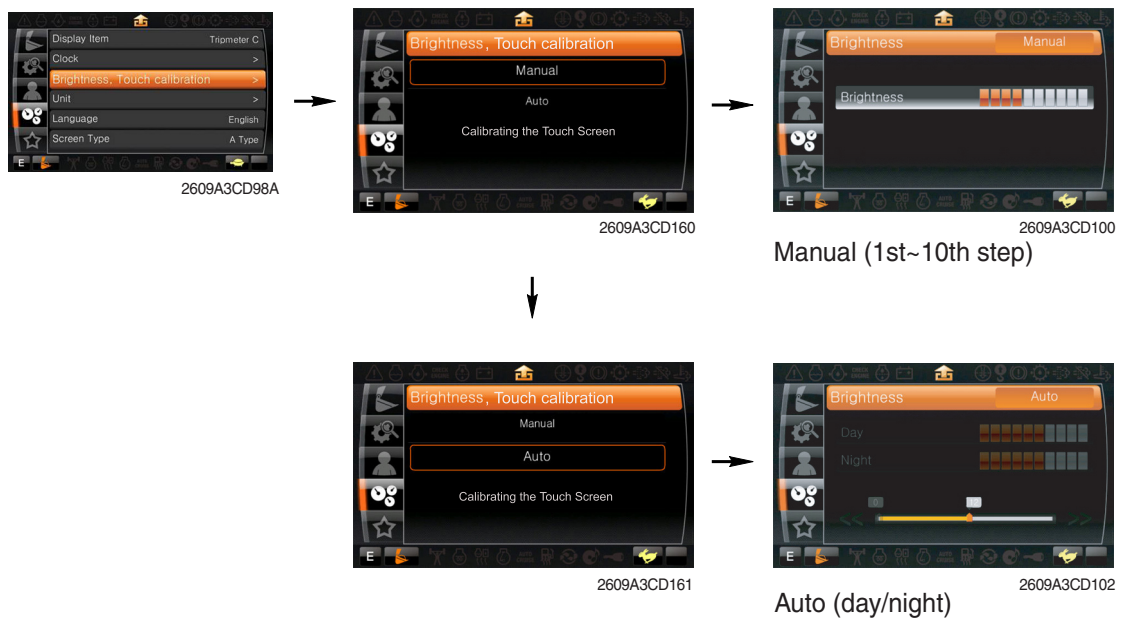 Display Item Tripmeter C
Clock >
Brightness, Touch calibration >
Unit >
Language English
Screen Type A Type
E
2609A3CD98A
Brightness, Touch calibration
Manual
Auto
Calibrating the Touch Screen
E
2609A3CD160
Brightness Manual
Brightness
E
2609A3CD100
Manual (1st~10th step)
Brightness, Touch calibration
Manual
Auto
Calibrating the Touch Screen
E
2609A3CD161
Brightness Auto
Day
Night
0 12
<< >>
E
2609A3CD102
Auto (day/night)